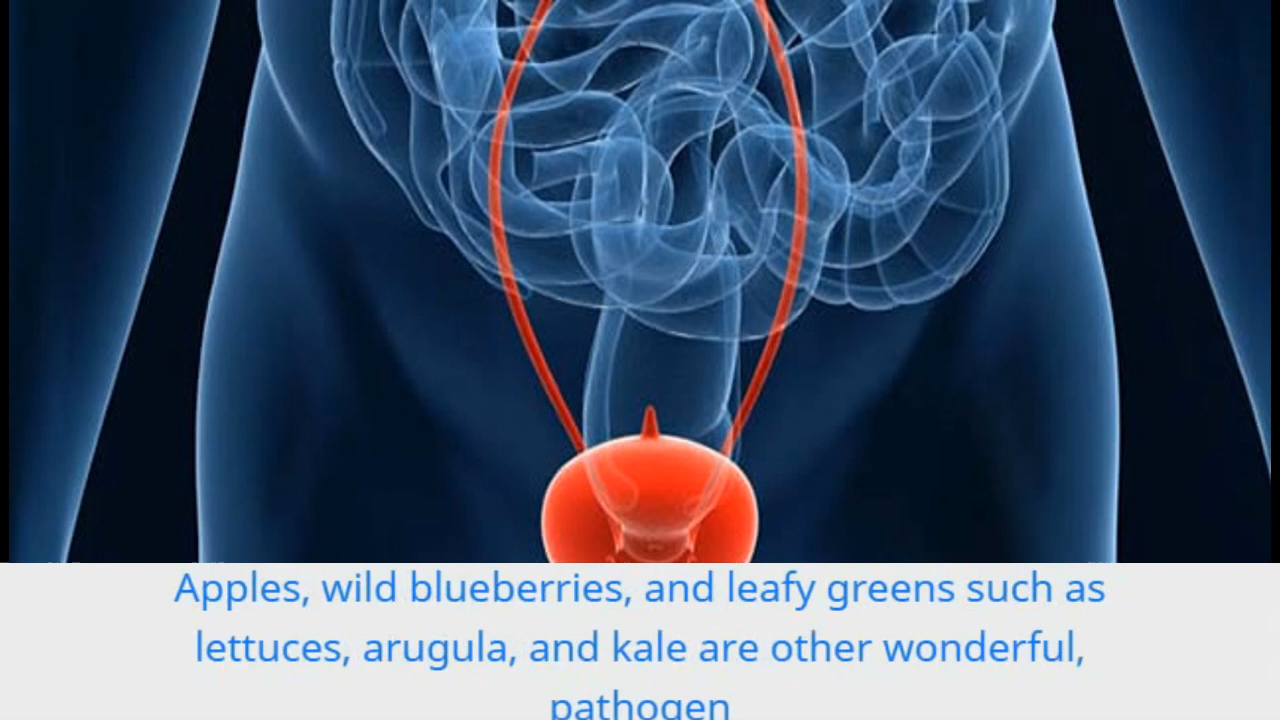 Apples, wild blueberries, and leafy greens such as
lettuces, arugula, and kale are other wonderful,
pathogen